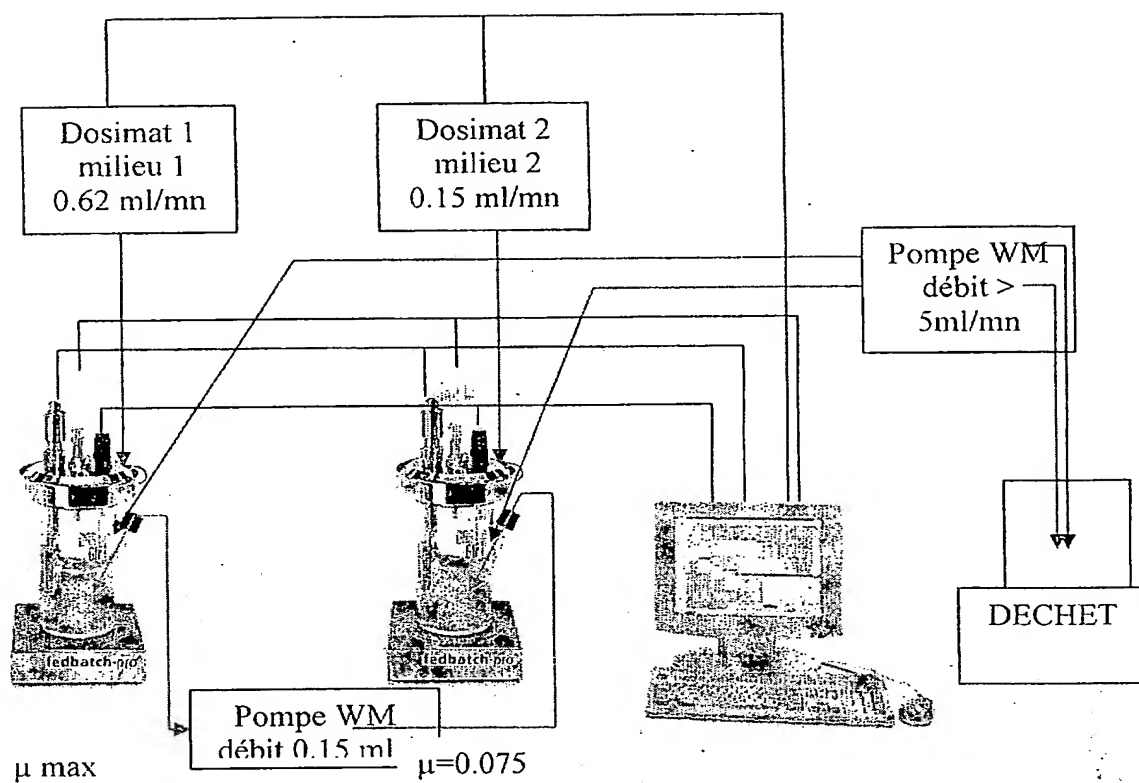 Dosimat 1
milieu 1
0.62 ml/mn
Dosimat 2
milieu 2
0.15 ml/mn
Pompe WM
débit >
5ml/mn
DECHET
fedbatch-pro
fedbatch-pro
Pompe WM
débit 0.15 ml
µ max
µ=0.075